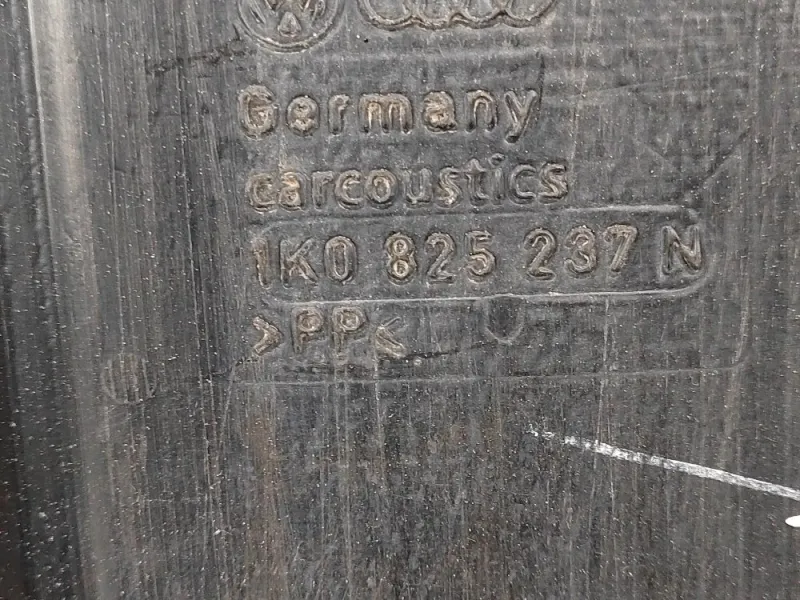 Germany
carcoustics
1K0 825 237 N
>PP<